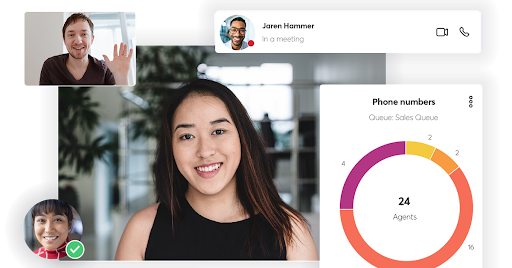 Jaren Hammer
In a meeting
Phone numbers
Queue: Sales Queue
2
2
4
24
Agents
16